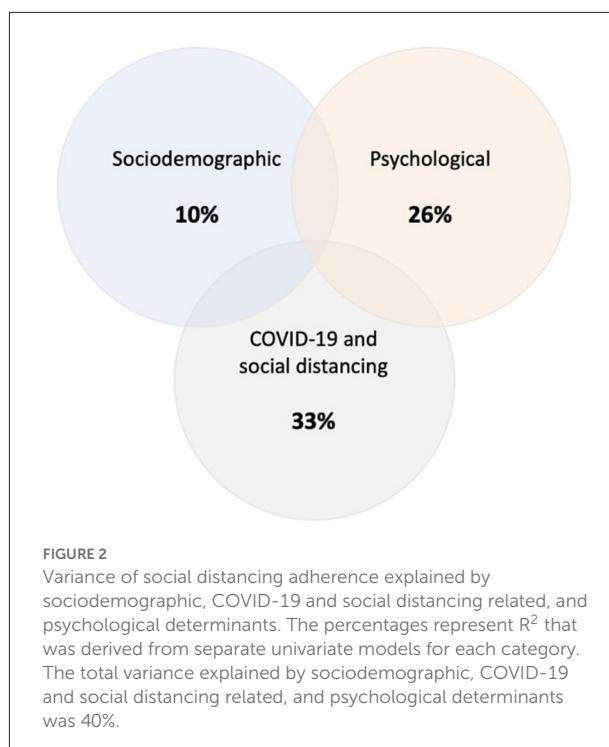 Sociodemographic
10%
Psychological
26%
COVID-19 and
social distancing
33%
FIGURE 2
Variance of social distancing adherence explained by
sociodemographic, COVID-19 and social distancing related, and
psychological determinants. The percentages represent R² that
was derived from separate univariate models for each category.
The total variance explained by sociodemographic, COVID-19
and social distancing related, and psychological determinants
was 40%.